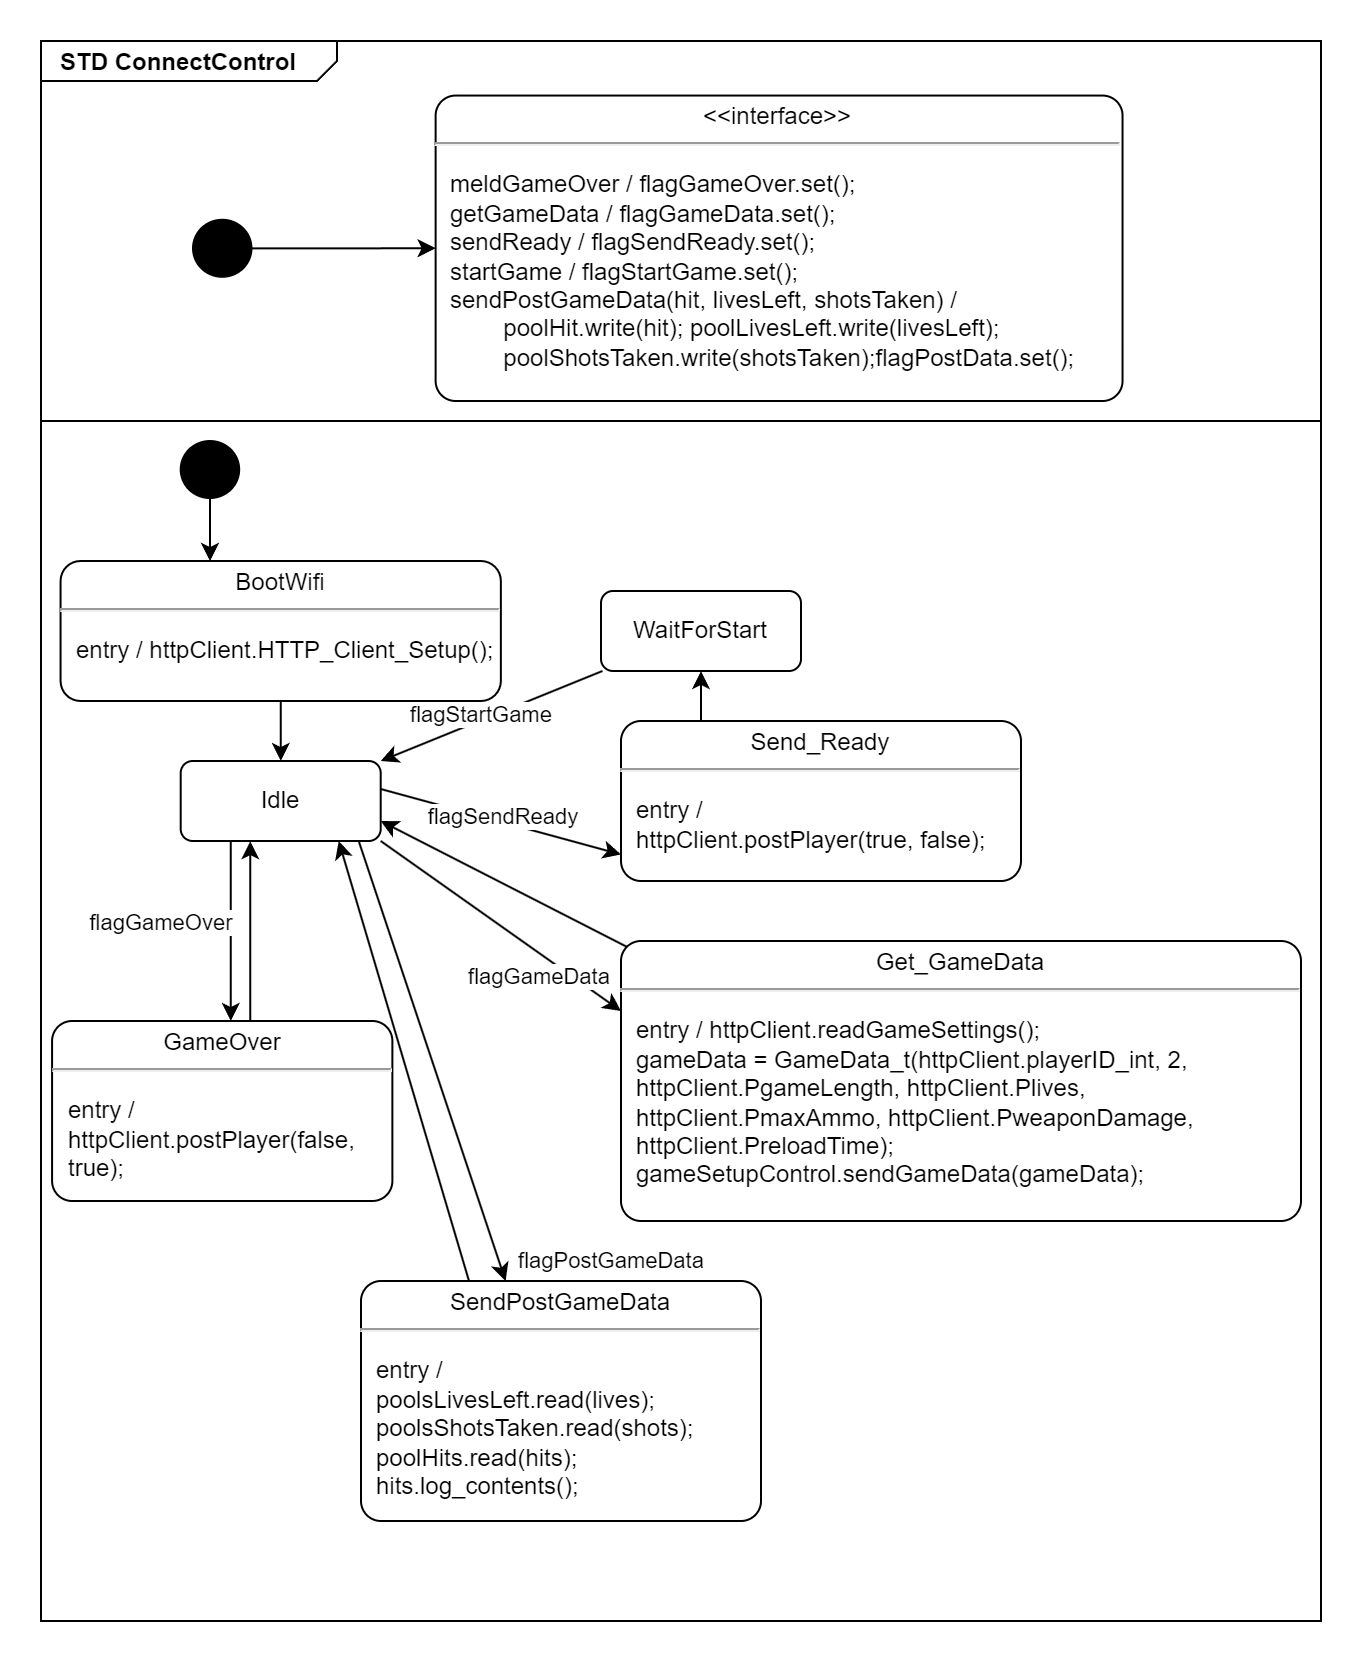 STD ConnectControl
<<interface>>
meldGameOver / flagGameOver.set();
getGameData / flagGameData.set();
sendReady / flagSendReady.set();
startGame / flagStartGame.set();
sendPostGameData(hit, livesLeft, shotsTaken) /
poolHit.write(hit); poolLivesLeft.write(livesLeft);
poolShotsTaken.write(shotsTaken);flagPostData.set();
BootWifi
entry / httpClient.HTTP_Client_Setup();
WaitForStart
flagStartGame
Send_Ready
entry /
httpClient.postPlayer(true, false);
Idle
flagSendReady
flagGameOver
flagGameData
Get_GameData
entry / httpClient.readGameSettings();
gameData = GameData_t(httpClient.playerID_int, 2,
httpClient.PgameLength, httpClient.Plives,
httpClient.PmaxAmmo, httpClient.PweaponDamage,
httpClient.PreloadTime);
gameSetupControl.sendGameData(gameData);
GameOver
entry /
httpClient.postPlayer(false,
true);
flagPostGameData
SendPostGameData
entry /
poolsLivesLeft.read(lives);
poolsShotsTaken.read(shots);
poolHits.read(hits);
hits.log_contents();